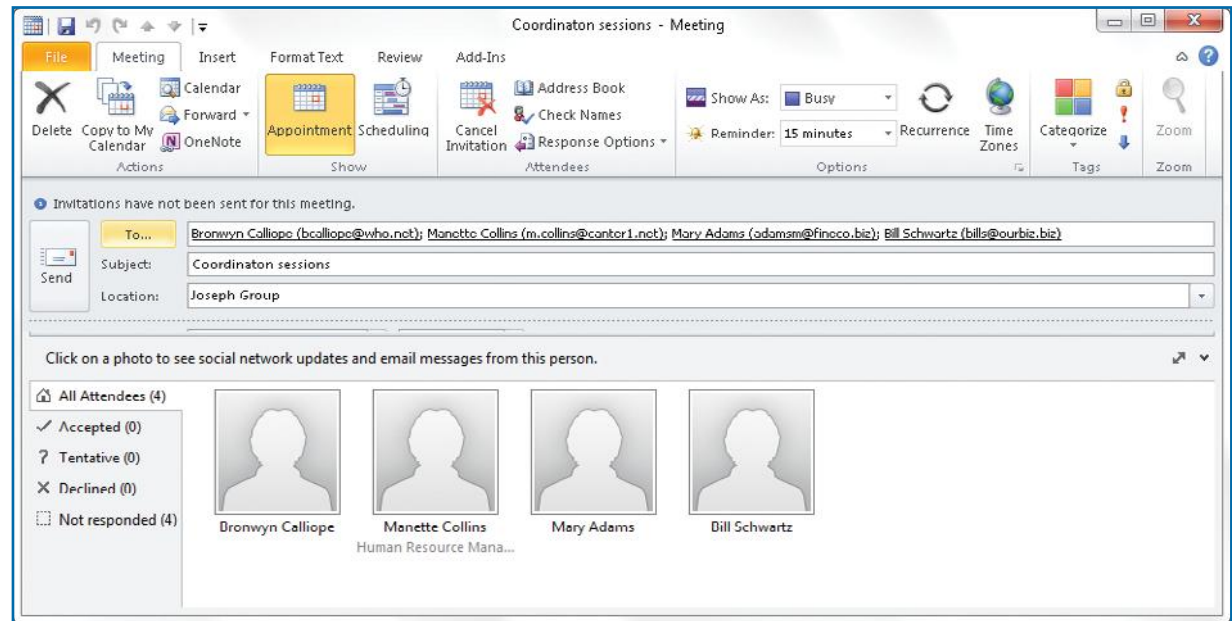 Coordinaton sessions - Meeting
File Meeting Insert Format Text Review Add-Ins
Delete Copy to My Calendar Calendar Forward OneNote Appointment Scheduling Cancel Invitation Address Book Check Names Response Options Show As: Busy Reminder: 15 minutes Recurrence Time Zones Categorize Zoom
Actions Show Attendees Options Tags Zoom
Invitations have not been sent for this meeting.
To... Bronwyn Calliope (bcalliope@who.net); Manette Collins (m.collins@canter1.net); Mary Adams (adamsm@fineco.biz); Bill Schwartz (bills@ourbiz.biz)
Send
Subject: Coordinaton sessions
Location: Joseph Group
Click on a photo to see social network updates and email messages from this person.
All Attendees (4)
Accepted (0)
? Tentative (0)
Declined (0)
Not responded (4)
Bronwyn Calliope Manette Collins Mary Adams Bill Schwartz
Human Resource Mana...